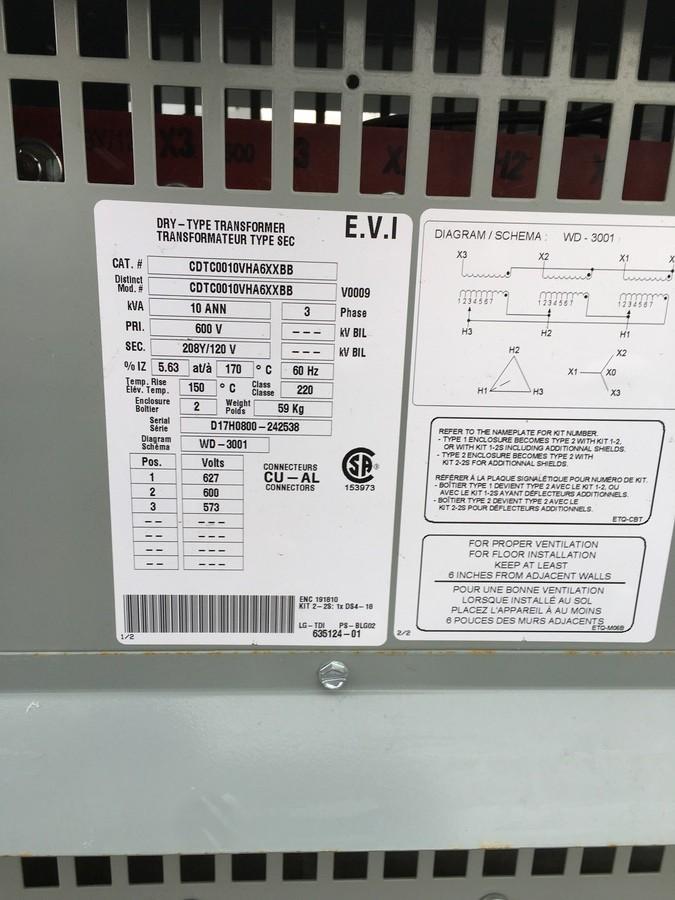 X3
3
H2
DRY-TYPE TRANSFORMER
TRANSFORMATEUR TYPE SEC
E.V.I
CAT. # CDTC0010VHA6XXBB
Distinct
Mod. # CDTC0010VHA6XXBB V0009
kVA 10 ANN 3 Phase
PRI. 600 V --- kV BIL
SEC. 208Y/120 V --- kV BIL
% IZ 5.63 at/à 170 °C 60 Hz
Temp. Rise
Élév. Temp. 150 °C Class
Classe 220
Enclosure
Boîtier 2 Weight
Poids 59 Kg
Serial
Série D17H0800-242538
Diagram
Schéma WD-3001
Pos. Volts
1 627
2 600
3 573
-- ---
-- ---
-- ---
-- ---
CONNECTEURS
CU-AL
CONNECTORS
SA ®
153973
ENC 191810
KIT 2-2S: 1x DS4-16
LG-TDI PS-BLG02
635124-01
1/2
DIAGRAM / SCHEMA : WD - 3001
X3 X2 X1
1234567 1234567 1234567
H3 H2 H1
H2
H1 H3
X2
X1 X0
X3
REFER TO THE NAMEPLATE FOR KIT NUMBER.
- TYPE 1 ENCLOSURE BECOMES TYPE 2 WITH KIT 1-2,
OR WITH KIT 1-2S INCLUDING ADDITIONNAL SHIELDS.
- TYPE 2 ENCLOSURE BECOMES TYPE 2 WITH
KIT 2-2S FOR ADDITIONNAL SHIELDS.
RÉFÉRER À LA PLAQUE SIGNALÉTIQUE POUR NUMÉRO DE KIT.
- BOÎTIER TYPE 1 DEVIENT TYPE 2 AVEC LE KIT 1-2, OU
AVEC LE KIT 1-2S AYANT DÉFLECTEURS ADDITIONNELS.
- BOÎTIER TYPE 2 DEVIENT TYPE 2 AVEC LE
KIT 2-2S POUR DÉFLECTEURS ADDITIONNELS.
ETQ-CBT
FOR PROPER VENTILATION
FOR FLOOR INSTALLATION
KEEP AT LEAST
6 INCHES FROM ADJACENT WALLS
POUR UNE BONNE VENTILATION
LORSQUE INSTALLÉ AU SOL
PLACEZ L'APPAREIL À AU MOINS
6 POUCES DES MURS ADJACENTS
ETQ-M06B
2/2